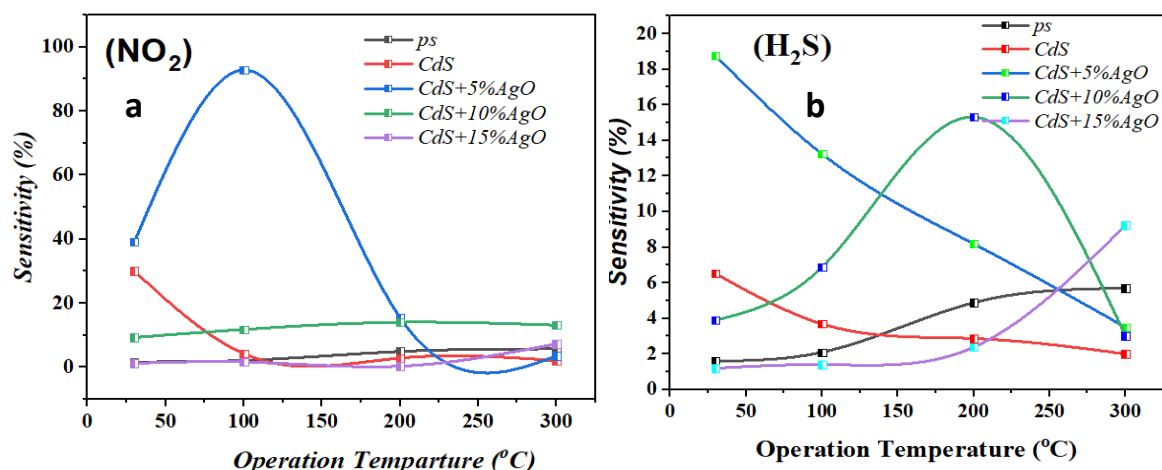 (NO2)
a
ps
CdS
CdS+5%AgO
CdS+10%AgO
CdS+15%AgO
Sensitivity (%)
100
80
60
40
20
0
0 50 100 150 200 250 300
Operation Temparture (oC)
(H2S)
b
ps
CdS
CdS+5%AgO
CdS+10%AgO
CdS+15%AgO
Sensitivity (%)
20
18
16
14
12
10
8
6
4
2
0
0 50 100 150 200 250 300
Operation Temperature (oC)